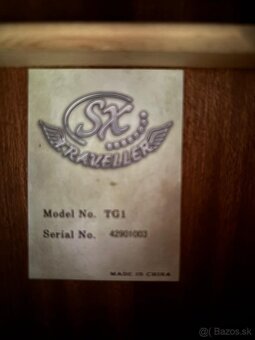 SX
TRAVELLER
Model No. TG1
Serial No. 42901003
MADE IN CHINA
Bazos.sk